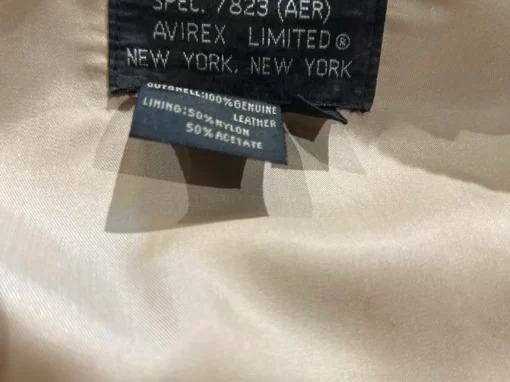 SPEC. 7823 (AER)
AVIREX LIMITED®
NEW YORK, NEW YORK
OUTSHELL:100%GENUINE
LEATHER
LINING:50%NYLON
50%ACETATE